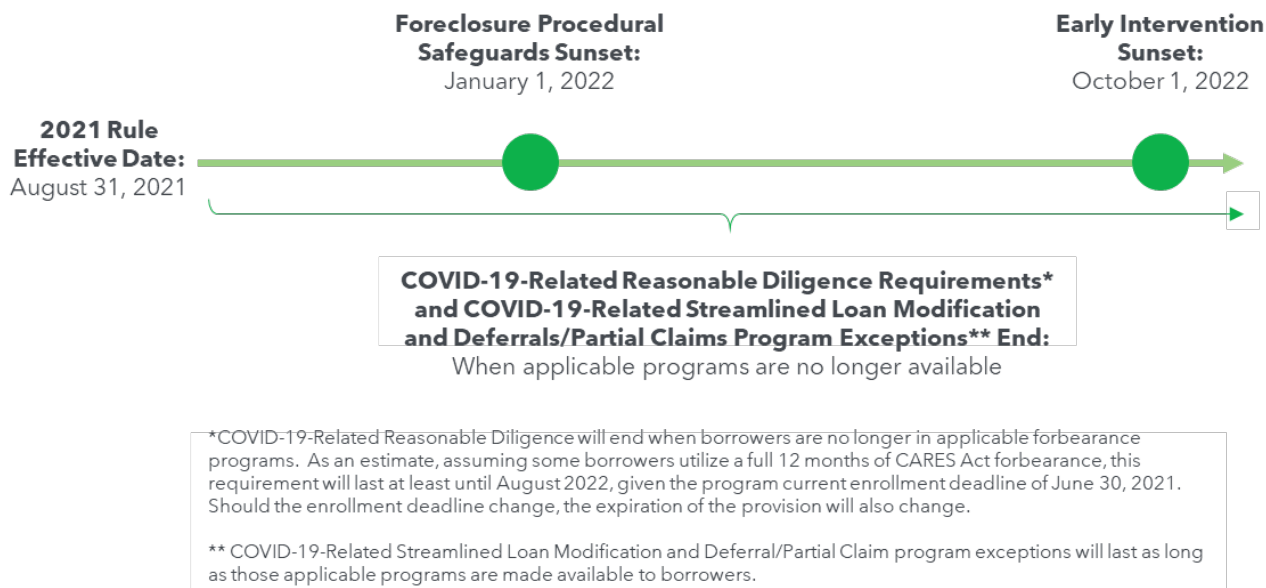 Foreclosure Procedural
Safeguards Sunset:
January 1, 2022
Early Intervention
Sunset:
October 1, 2022
2021 Rule
Effective Date:
August 31, 2021
COVID-19-Related Reasonable Diligence Requirements*
and COVID-19-Related Streamlined Loan Modification
and Deferrals/Partial Claims Program Exceptions** End:
When applicable programs are no longer available
*COVID-19-Related Reasonable Diligence will end when borrowers are no longer in applicable forbearance
programs.  As an estimate, assuming some borrowers utilize a full 12 months of CARES Act forbearance, this
requirement will last at least until August 2022, given the program current enrollment deadline of June 30, 2021.
Should the enrollment deadline change, the expiration of the provision will also change.
** COVID-19-Related Streamlined Loan Modification and Deferral/Partial Claim program exceptions will last as long
as those applicable programs are made available to borrowers.